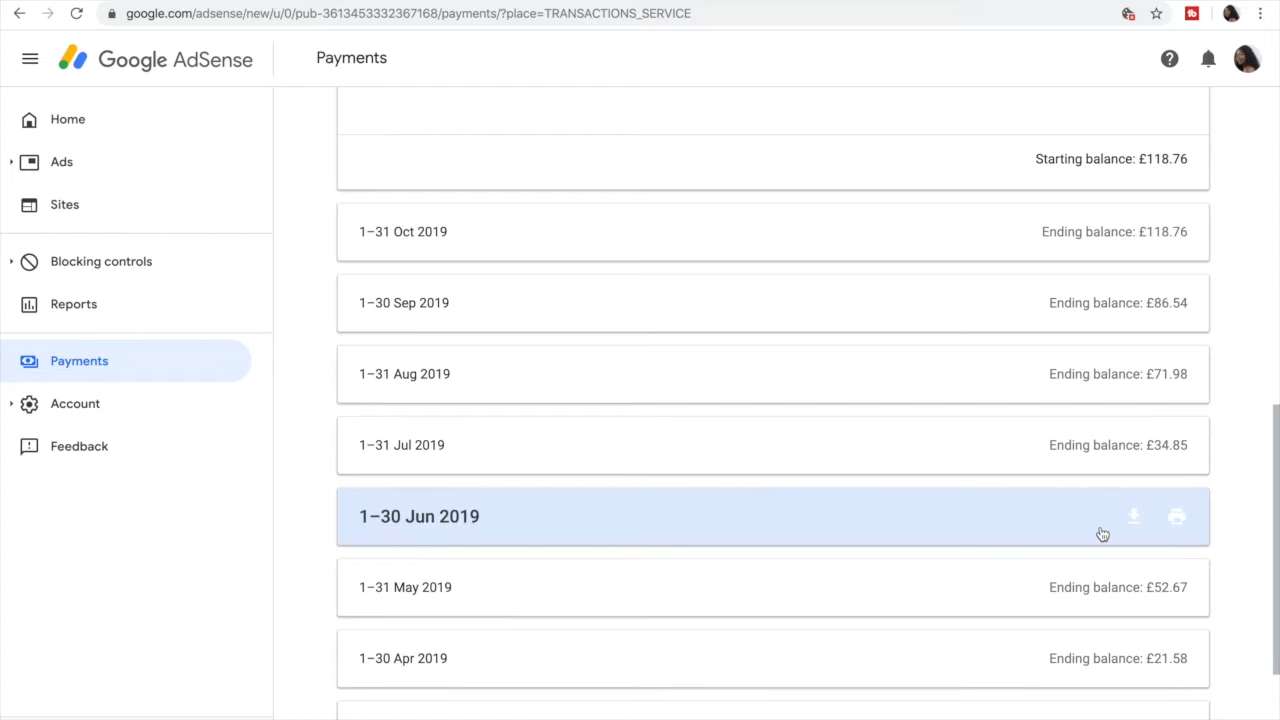 google.com/adsense/new/u/0/pub-3613453332367168/payments/?place=TRANSACTIONS_SERVICE
Google AdSense
Payments
Home
Ads
Sites
Blocking controls
Reports
Payments
Account
Feedback
Starting balance: £118.76
1–31 Oct 2019 Ending balance: £118.76
1–30 Sep 2019 Ending balance: £86.54
1–31 Aug 2019 Ending balance: £71.98
1–31 Jul 2019 Ending balance: £34.85
1–30 Jun 2019
1–31 May 2019 Ending balance: £52.67
1–30 Apr 2019 Ending balance: £21.58